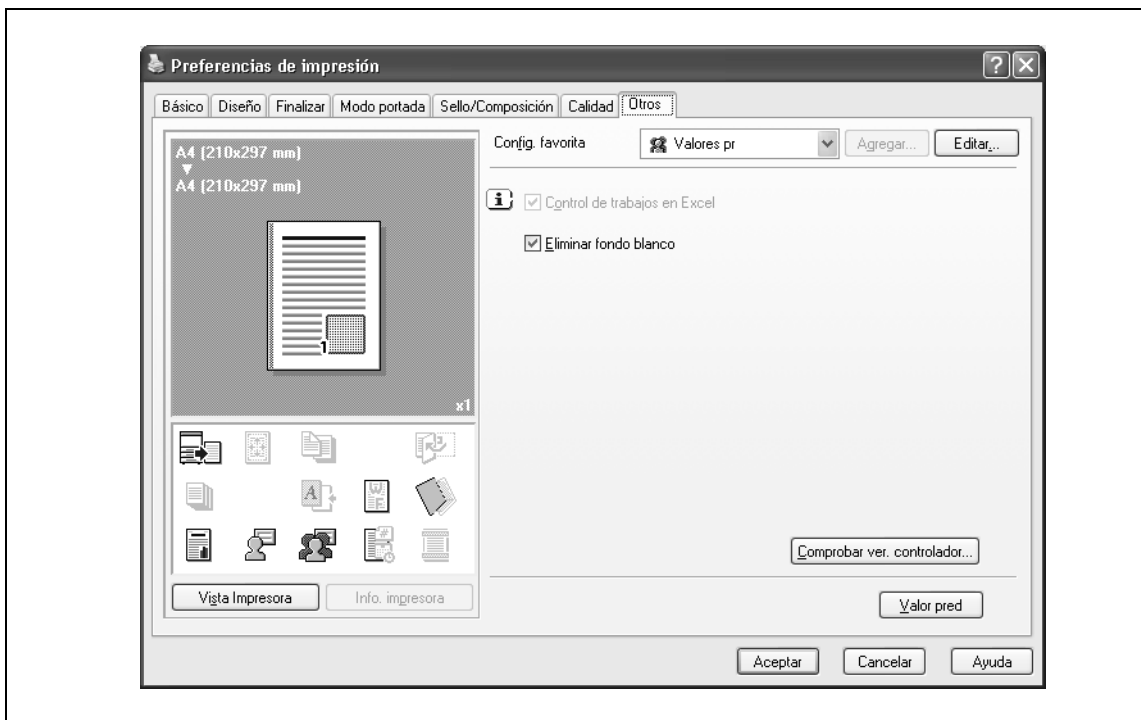 Preferencias de impresión
Básico Diseño Finalizar Modo portada Sello/Composición Calidad Otros
A4 (210x297 mm)
A4 (210x297 mm)
1
x1
Config. favorita Valores pr Agregar... Editar...
Control de trabajos en Excel
Eliminar fondo blanco
Comprobar ver. controlador...
Vista Impresora Info. impresora
Valor pred
Aceptar Cancelar Ayuda